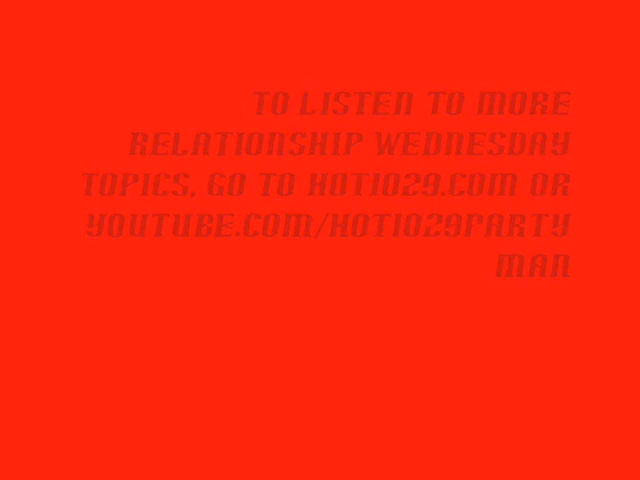 TO LISTEN TO MORE
RELATIONSHIP WEDNESDAY
TOPICS, GO TO HOT1029.COM OR
YOUTUBE.COM/HOT1029PARTY
MAN